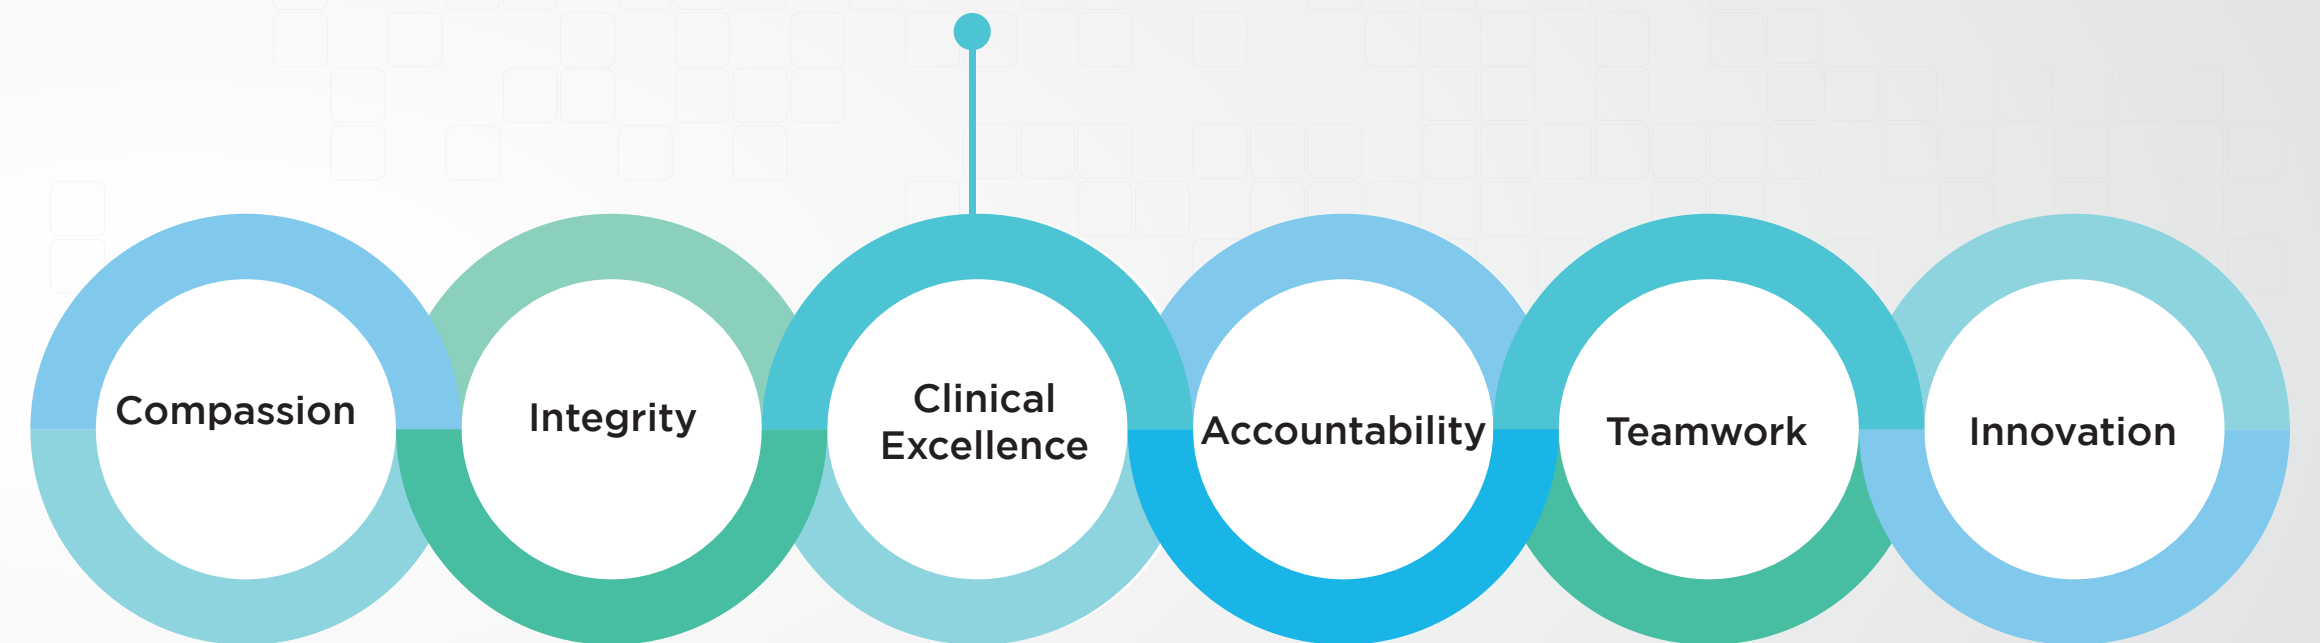 Compassion
Integrity
Clinical
Excellence
Accountability
Teamwork
Innovation